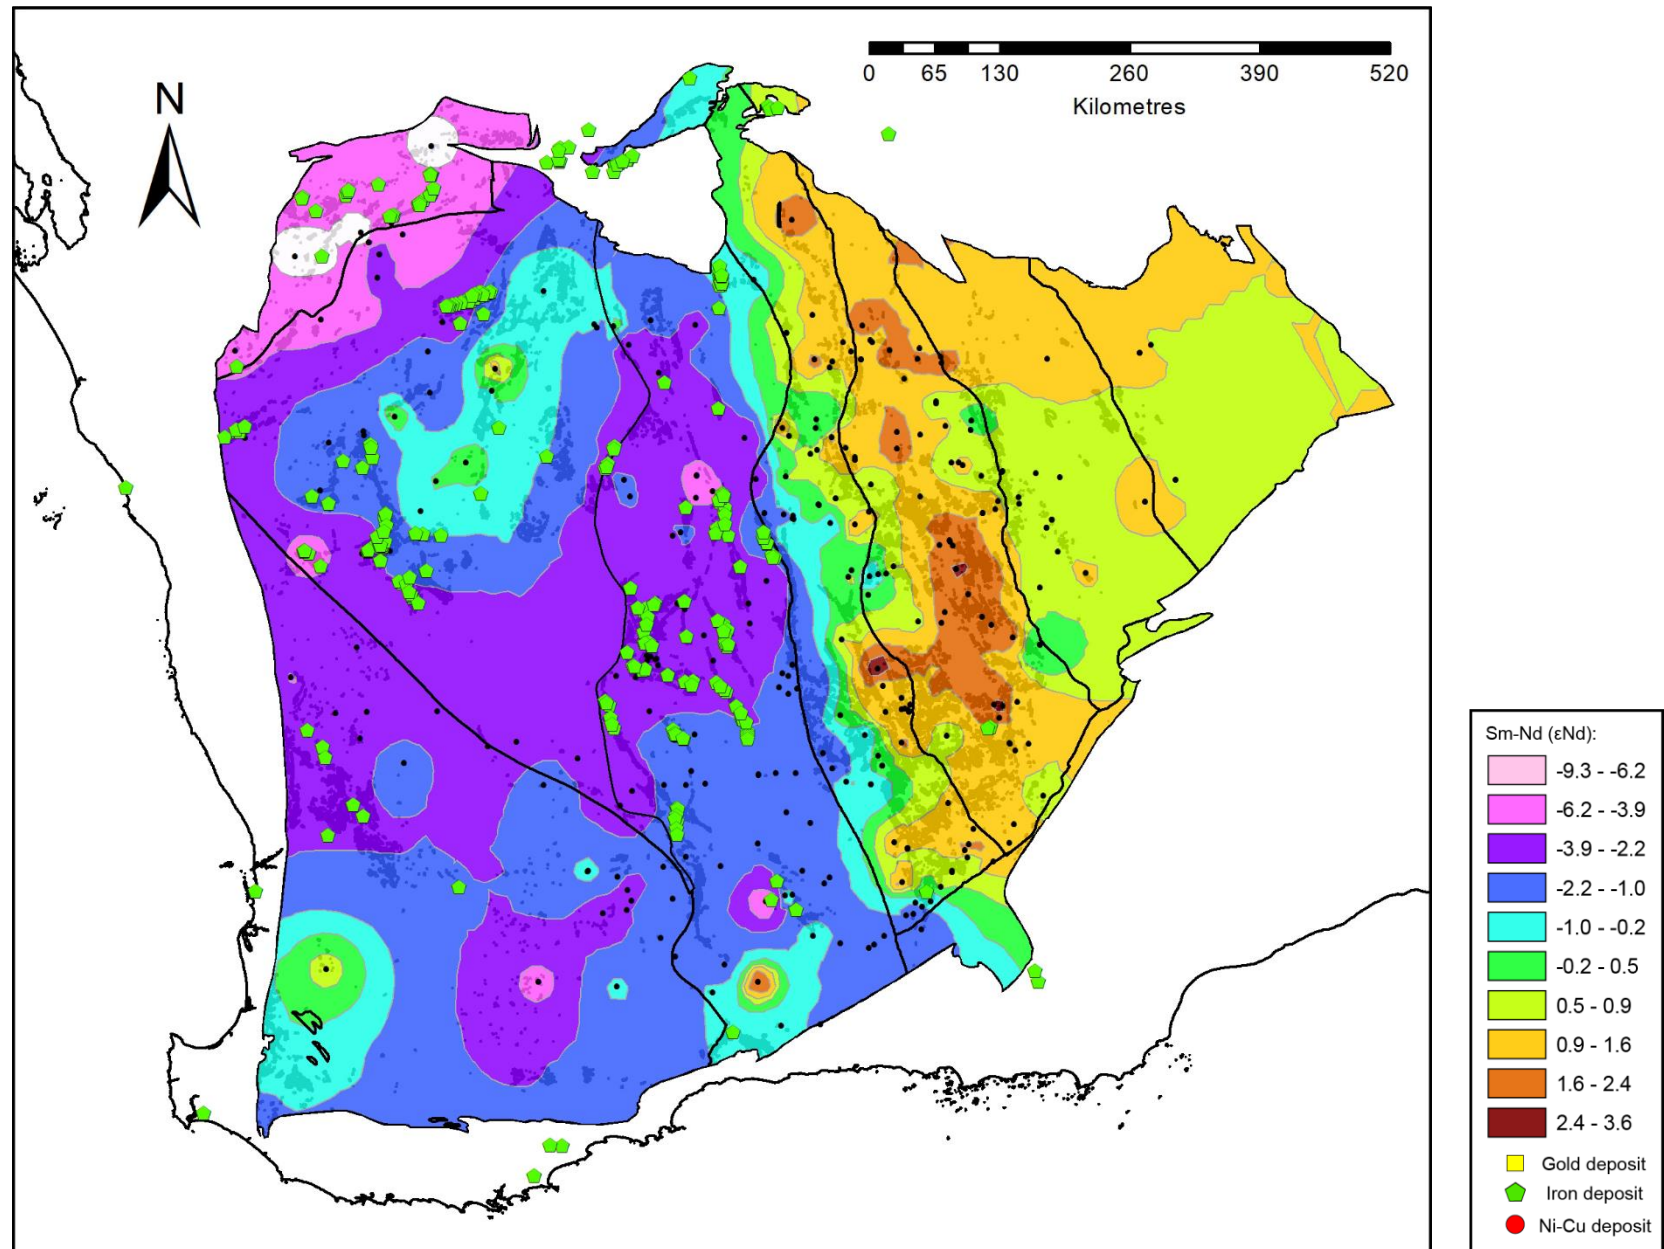 N
0 65 130 260 390 520
Kilometres
Sm-Nd (εNd):
-9.3 - -6.2
-6.2 - -3.9
-3.9 - -2.2
-2.2 - -1.0
-1.0 - -0.2
-0.2 - 0.5
0.5 - 0.9
0.9 - 1.6
1.6 - 2.4
2.4 - 3.6
Gold deposit
Iron deposit
Ni-Cu deposit